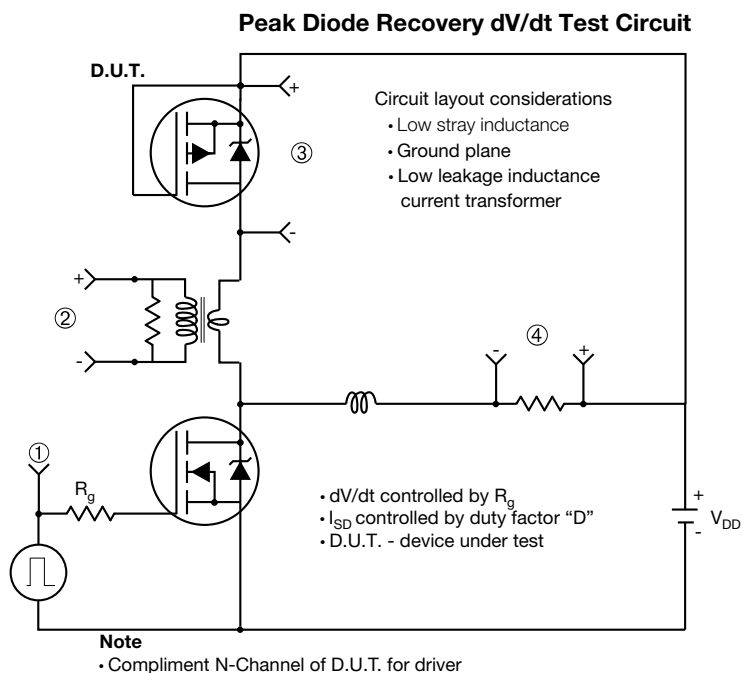 Peak Diode Recovery dV/dt Test Circuit
D.U.T.
+
Circuit layout considerations
• Low stray inductance
③
• Ground plane
• Low leakage inductance
current transformer
-
+
②
-
④
-
+
①
Rg
• dV/dt controlled by Rg
• ISD controlled by duty factor “D”
• D.U.T. - device under test
+
VDD
-
Note
• Compliment N-Channel of D.U.T. for driver